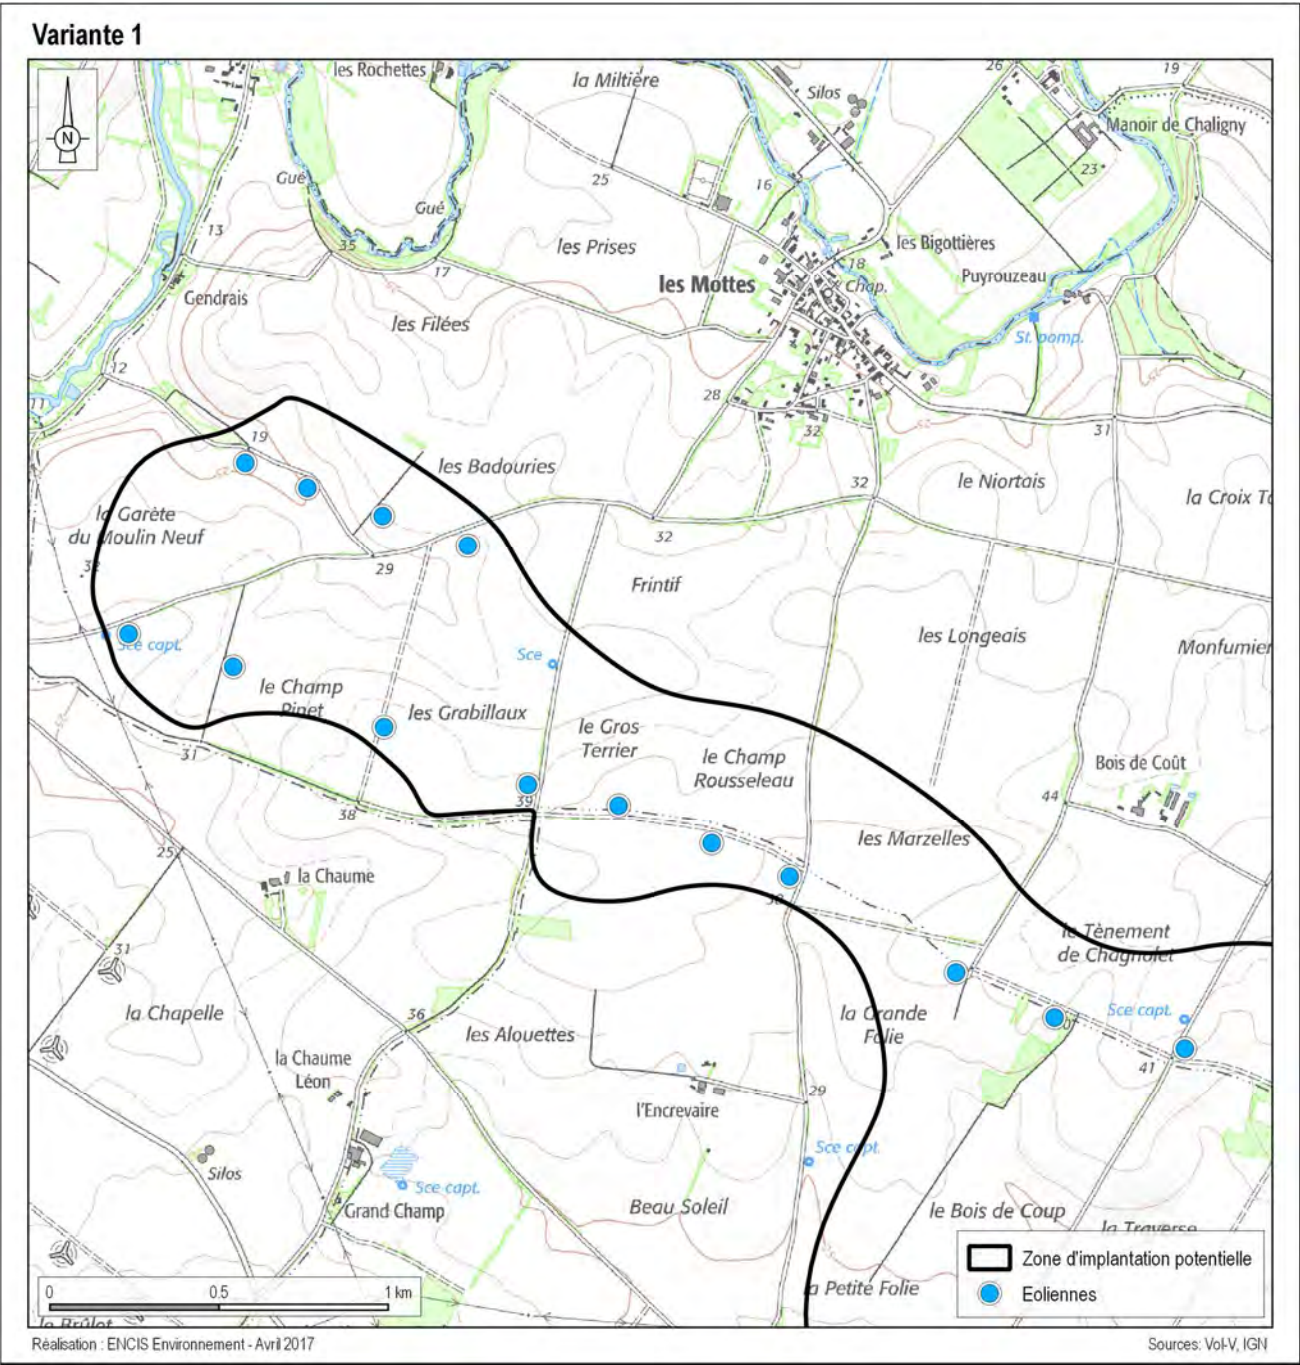 Variante 1
N
les Rochettes
la Miltière
Silos
26
19
Manoir de Chaligny
Gué
25
16
23
Gué
13
35
les Prises
les Bigottières
17
18
Puyrouzeau
les Mottes
Chap.
Gendrais
les Filées
St. pomp.
12
28
11
19
32
31
les Badouries
32
le Niortais
la Croix
la Garète
du Moulin Neuf
32
29
Frintif
Sce capt.
les Longeais
Monfumier
Sce
le Champ
Pinet
les Grabillaux
le Gros
Terrier
31
le Champ
Rousseleau
Bois de Coût
39
44
38
les Marzelles
25
la Chaume
le Tènement
de Chagnolet
31
la Chapelle
36
les Alouettes
la Grande
Folie
Sce capt.
la Chaume
Léon
41
29
l'Encrevaire
Sce capt.
Silos
Sce capt.
Grand Champ
Beau Soleil
le Bois de Coup
la Traverse
la Petite Folie
Zone d'implantation potentielle
Eoliennes
0 0.5 1 km
le Brûlot
Réalisation : ENCIS Environnement - Avril 2017
Sources: Vol-V, IGN